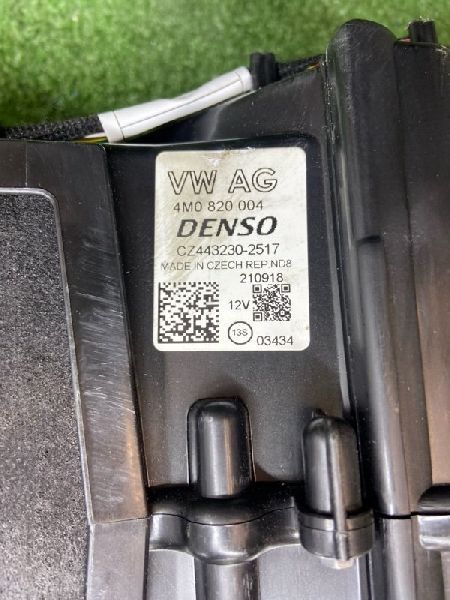 VW AG
4M0 820 004
DENSO
CZ443230-2517
MADE IN CZECH REP.ND8
210918
12V
13S
03434